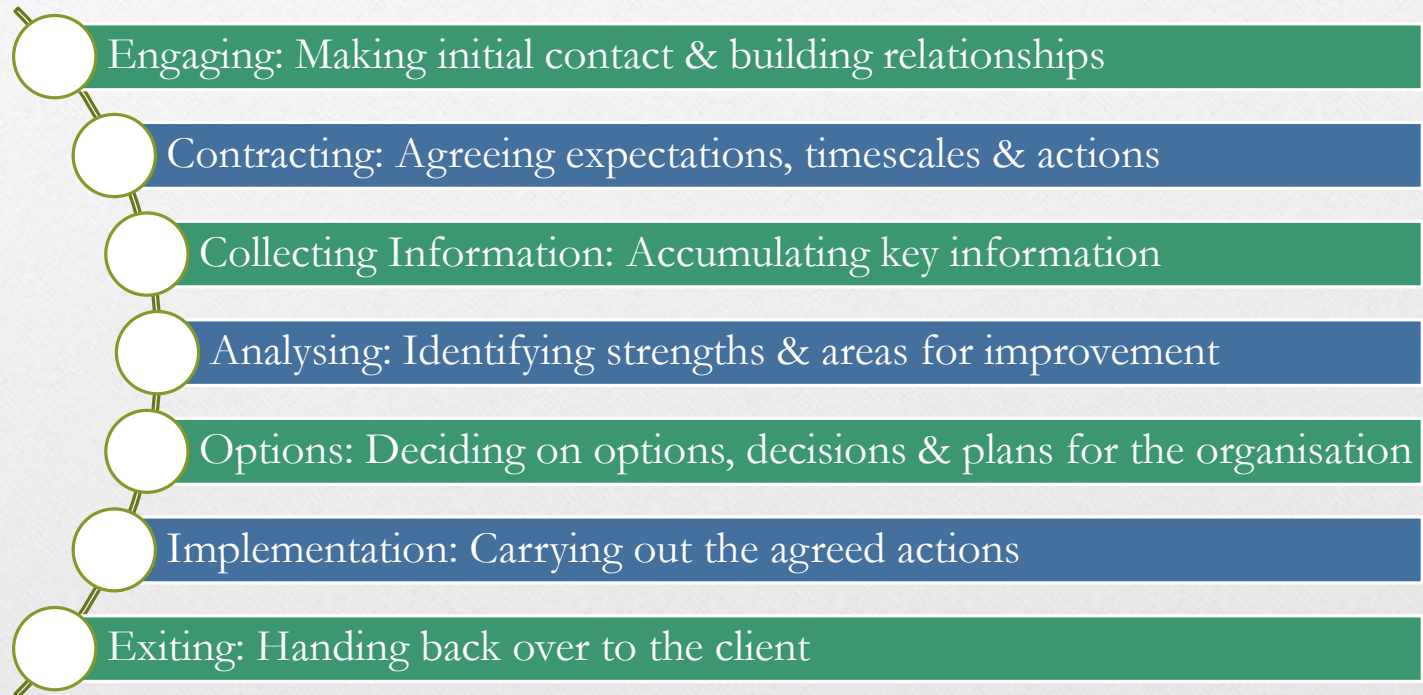 Engaging: Making initial contact & building relationships
Contracting: Agreeing expectations, timescales & actions
Collecting Information: Accumulating key information
Analysing: Identifying strengths & areas for improvement
Options: Deciding on options, decisions & plans for the organisation
Implementation: Carrying out the agreed actions
Exiting: Handing back over to the client